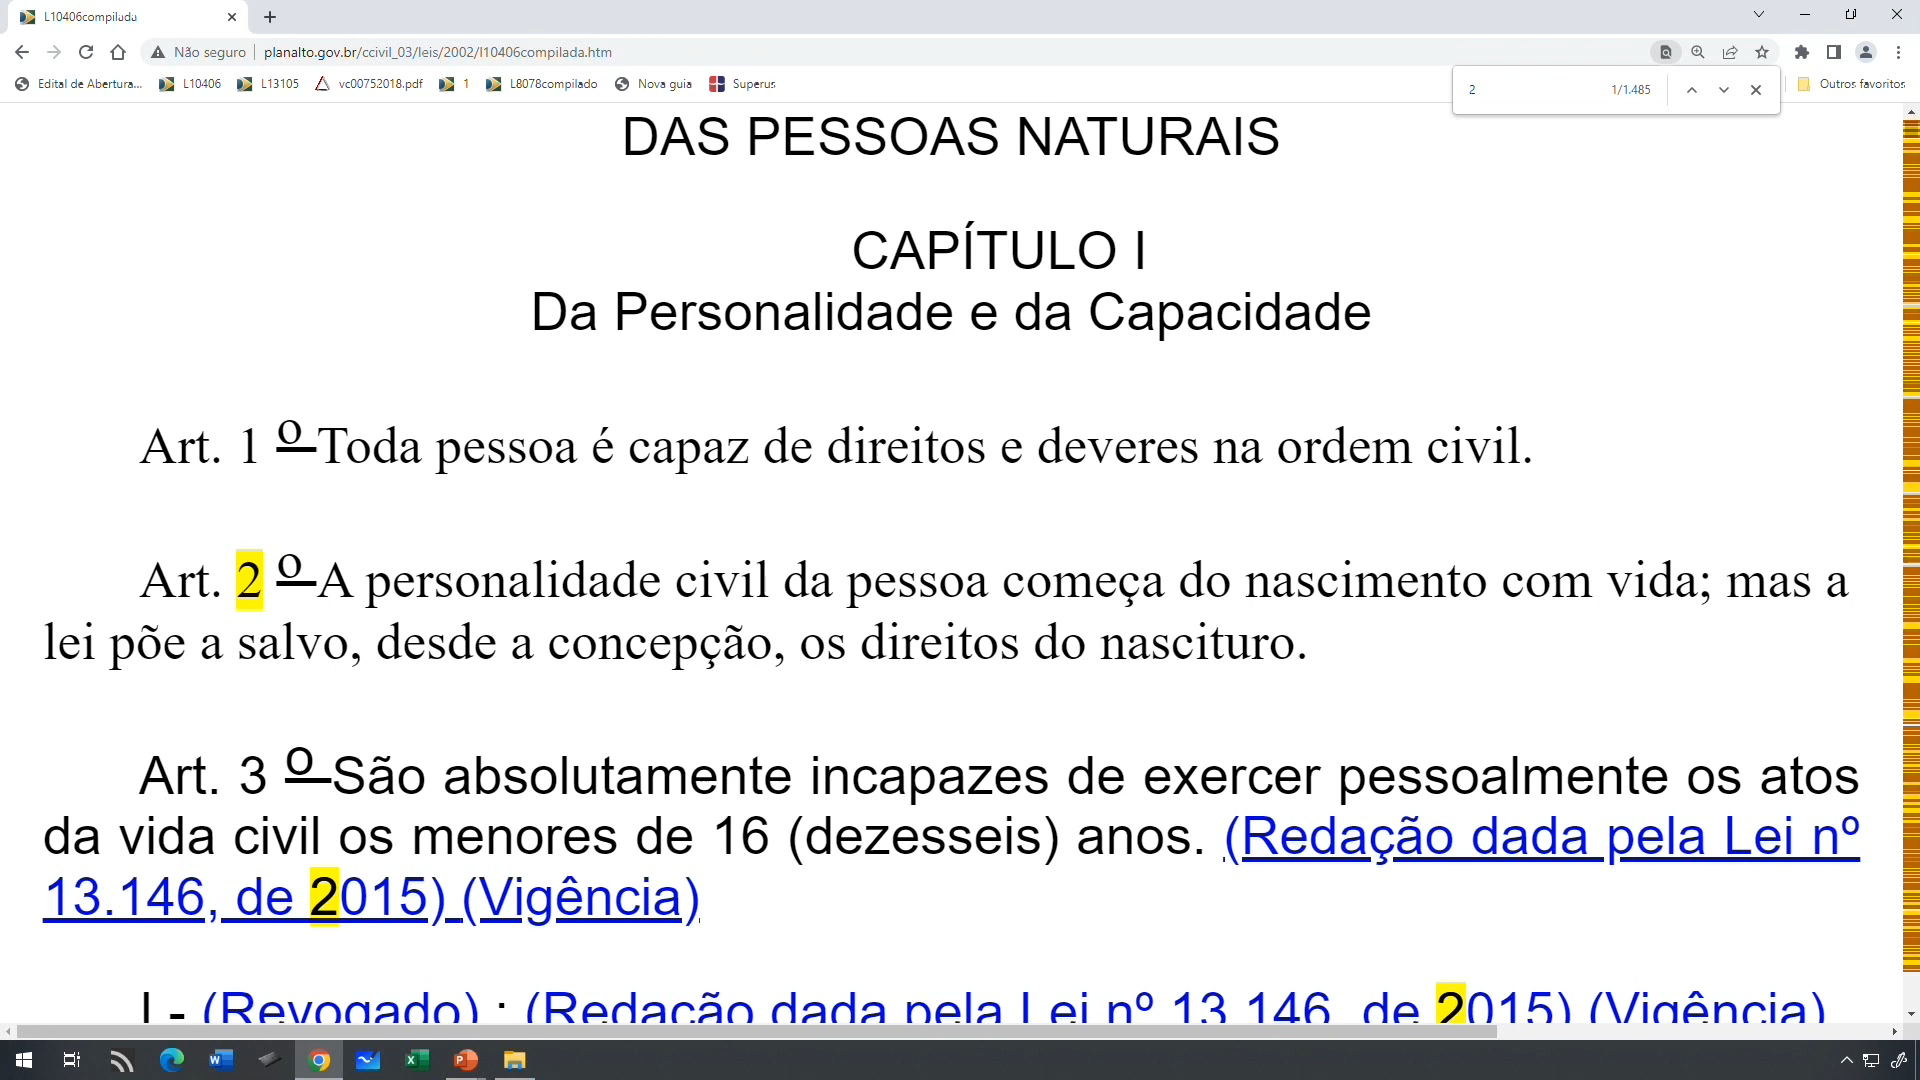 L10406compilada
Não seguro
planalto.gov.br/ccivil_03/leis/2002/l10406compilada.htm
Edital de Abertura... L10406 L13105 vc00752018.pdf 1 L8078compilado Nova guia Superus Outros favoritos
2 1/1.485
DAS PESSOAS NATURAIS
CAPÍTULO I
Da Personalidade e da Capacidade
Art. 1 º Toda pessoa é capaz de direitos e deveres na ordem civil.
Art. 2 º A personalidade civil da pessoa começa do nascimento com vida; mas a
lei põe a salvo, desde a concepção, os direitos do nascituro.
Art. 3 º São absolutamente incapazes de exercer pessoalmente os atos
da vida civil os menores de 16 (dezesseis) anos. (Redação dada pela Lei nº
13.146, de 2015) (Vigência)
I - (Revogado) ; (Redação dada pela Lei nº 13.146, de 2015) (Vigência)